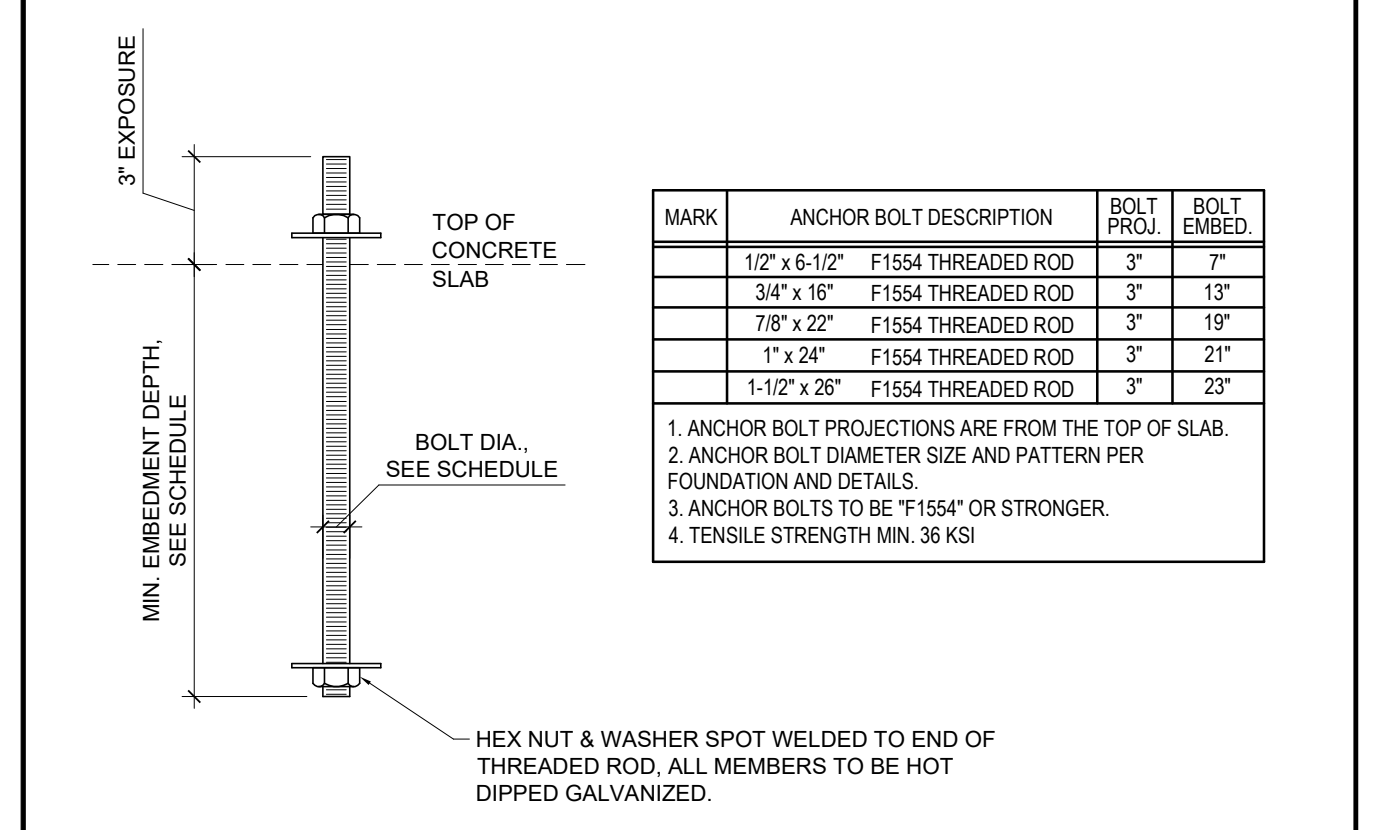 3" EXPOSURE
TOP OF
CONCRETE
SLAB
MIN. EMBEDMENT DEPTH,
SEE SCHEDULE
BOLT DIA.,
SEE SCHEDULE
HEX NUT & WASHER SPOT WELDED TO END OF
THREADED ROD, ALL MEMBERS TO BE HOT
DIPPED GALVANIZED.
MARK ANCHOR BOLT DESCRIPTION BOLT PROJ. BOLT EMBED.
1/2" x 6-1/2" F1554 THREADED ROD 3" 7"
3/4" x 16" F1554 THREADED ROD 3" 13"
7/8" x 22" F1554 THREADED ROD 3" 19"
1" x 24" F1554 THREADED ROD 3" 21"
1-1/2" x 26" F1554 THREADED ROD 3" 23"
1. ANCHOR BOLT PROJECTIONS ARE FROM THE TOP OF SLAB.
2. ANCHOR BOLT DIAMETER SIZE AND PATTERN PER
FOUNDATION AND DETAILS.
3. ANCHOR BOLTS TO BE "F1554" OR STRONGER.
4. TENSILE STRENGTH MIN. 36 KSI